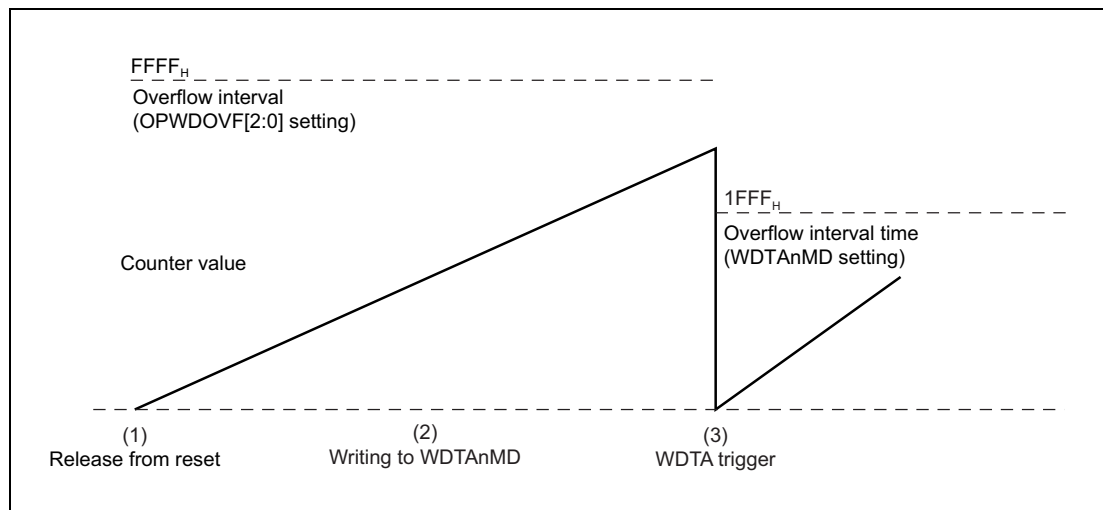 FFFFH
Overflow interval
(OPWDOVF[2:0] setting)
1FFFH
Overflow interval time
(WDTAnMD setting)
Counter value
(1)
Release from reset
(2)
Writing to WDTAnMD
(3)
WDTA trigger